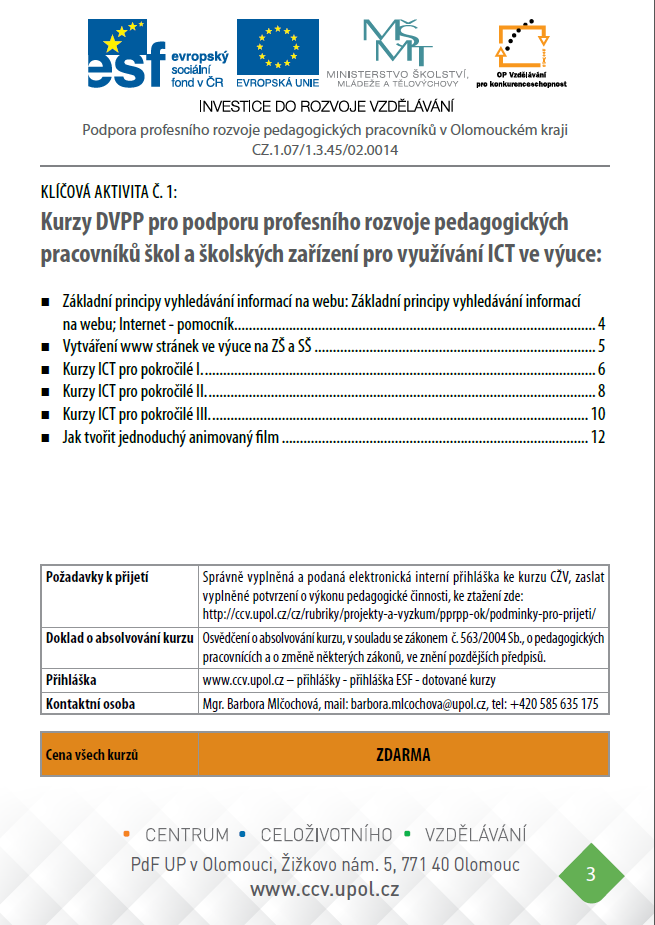 esf evropský
sociální
fond v ČR
EVROPSKÁ UNIE
MŠMT
MINISTERSTVO ŠKOLSTVÍ,
MLÁDEŽE A TĚLOVÝCHOVY
OP Vzdělávání
pro konkurenceschopnost
INVESTICE DO ROZVOJE VZDĚLÁVÁNÍ
Podpora profesního rozvoje pedagogických pracovníků v Olomouckém kraji
CZ.1.07/1.3.45/02.0014
KLÍČOVÁ AKTIVITA Č. 1:
Kurzy DVPP pro podporu profesního rozvoje pedagogických
pracovníků škol a školských zařízení pro využívání ICT ve výuce:
■ Základní principy vyhledávání informací na webu: Základní principy vyhledávání informací
na webu; Internet - pomocník.......... 4
■ Vytváření www stránek ve výuce na ZŠ a SŠ .......... 5
■ Kurzy ICT pro pokročilé I. .......... 6
■ Kurzy ICT pro pokročilé II. .......... 8
■ Kurzy ICT pro pokročilé III. .......... 10
■ Jak tvořit jednoduchý animovaný film .......... 12
Požadavky k přijetí Správně vyplněná a podaná elektronická interní přihláška ke kurzu CŽV, zaslat
vyplněné potvrzení o výkonu pedagogické činnosti, ke ztažení zde:
http://ccv.upol.cz/cz/rubriky/projekty-a-vyzkum/pprpp-ok/podminky-pro-prijeti/
Doklad o absolvování kurzu Osvědčení o absolvování kurzu, v souladu se zákonem č. 563/2004 Sb., o pedagogických
pracovnících a o změně některých zákonů, ve znění pozdějších předpisů.
Přihláška www.ccv.upol.cz – přihlášky - přihláška ESF - dotované kurzy
Kontaktní osoba Mgr. Barbora Mlčochová, mail: barbora.mlcochova@upol.cz, tel: +420 585 635 175
Cena všech kurzů ZDARMA
• CENTRUM • CELOŽIVOTNÍHO • VZDĚLÁVÁNÍ
PdF UP v Olomouci, Žižkovo nám. 5, 771 40 Olomouc
www.ccv.upol.cz
3